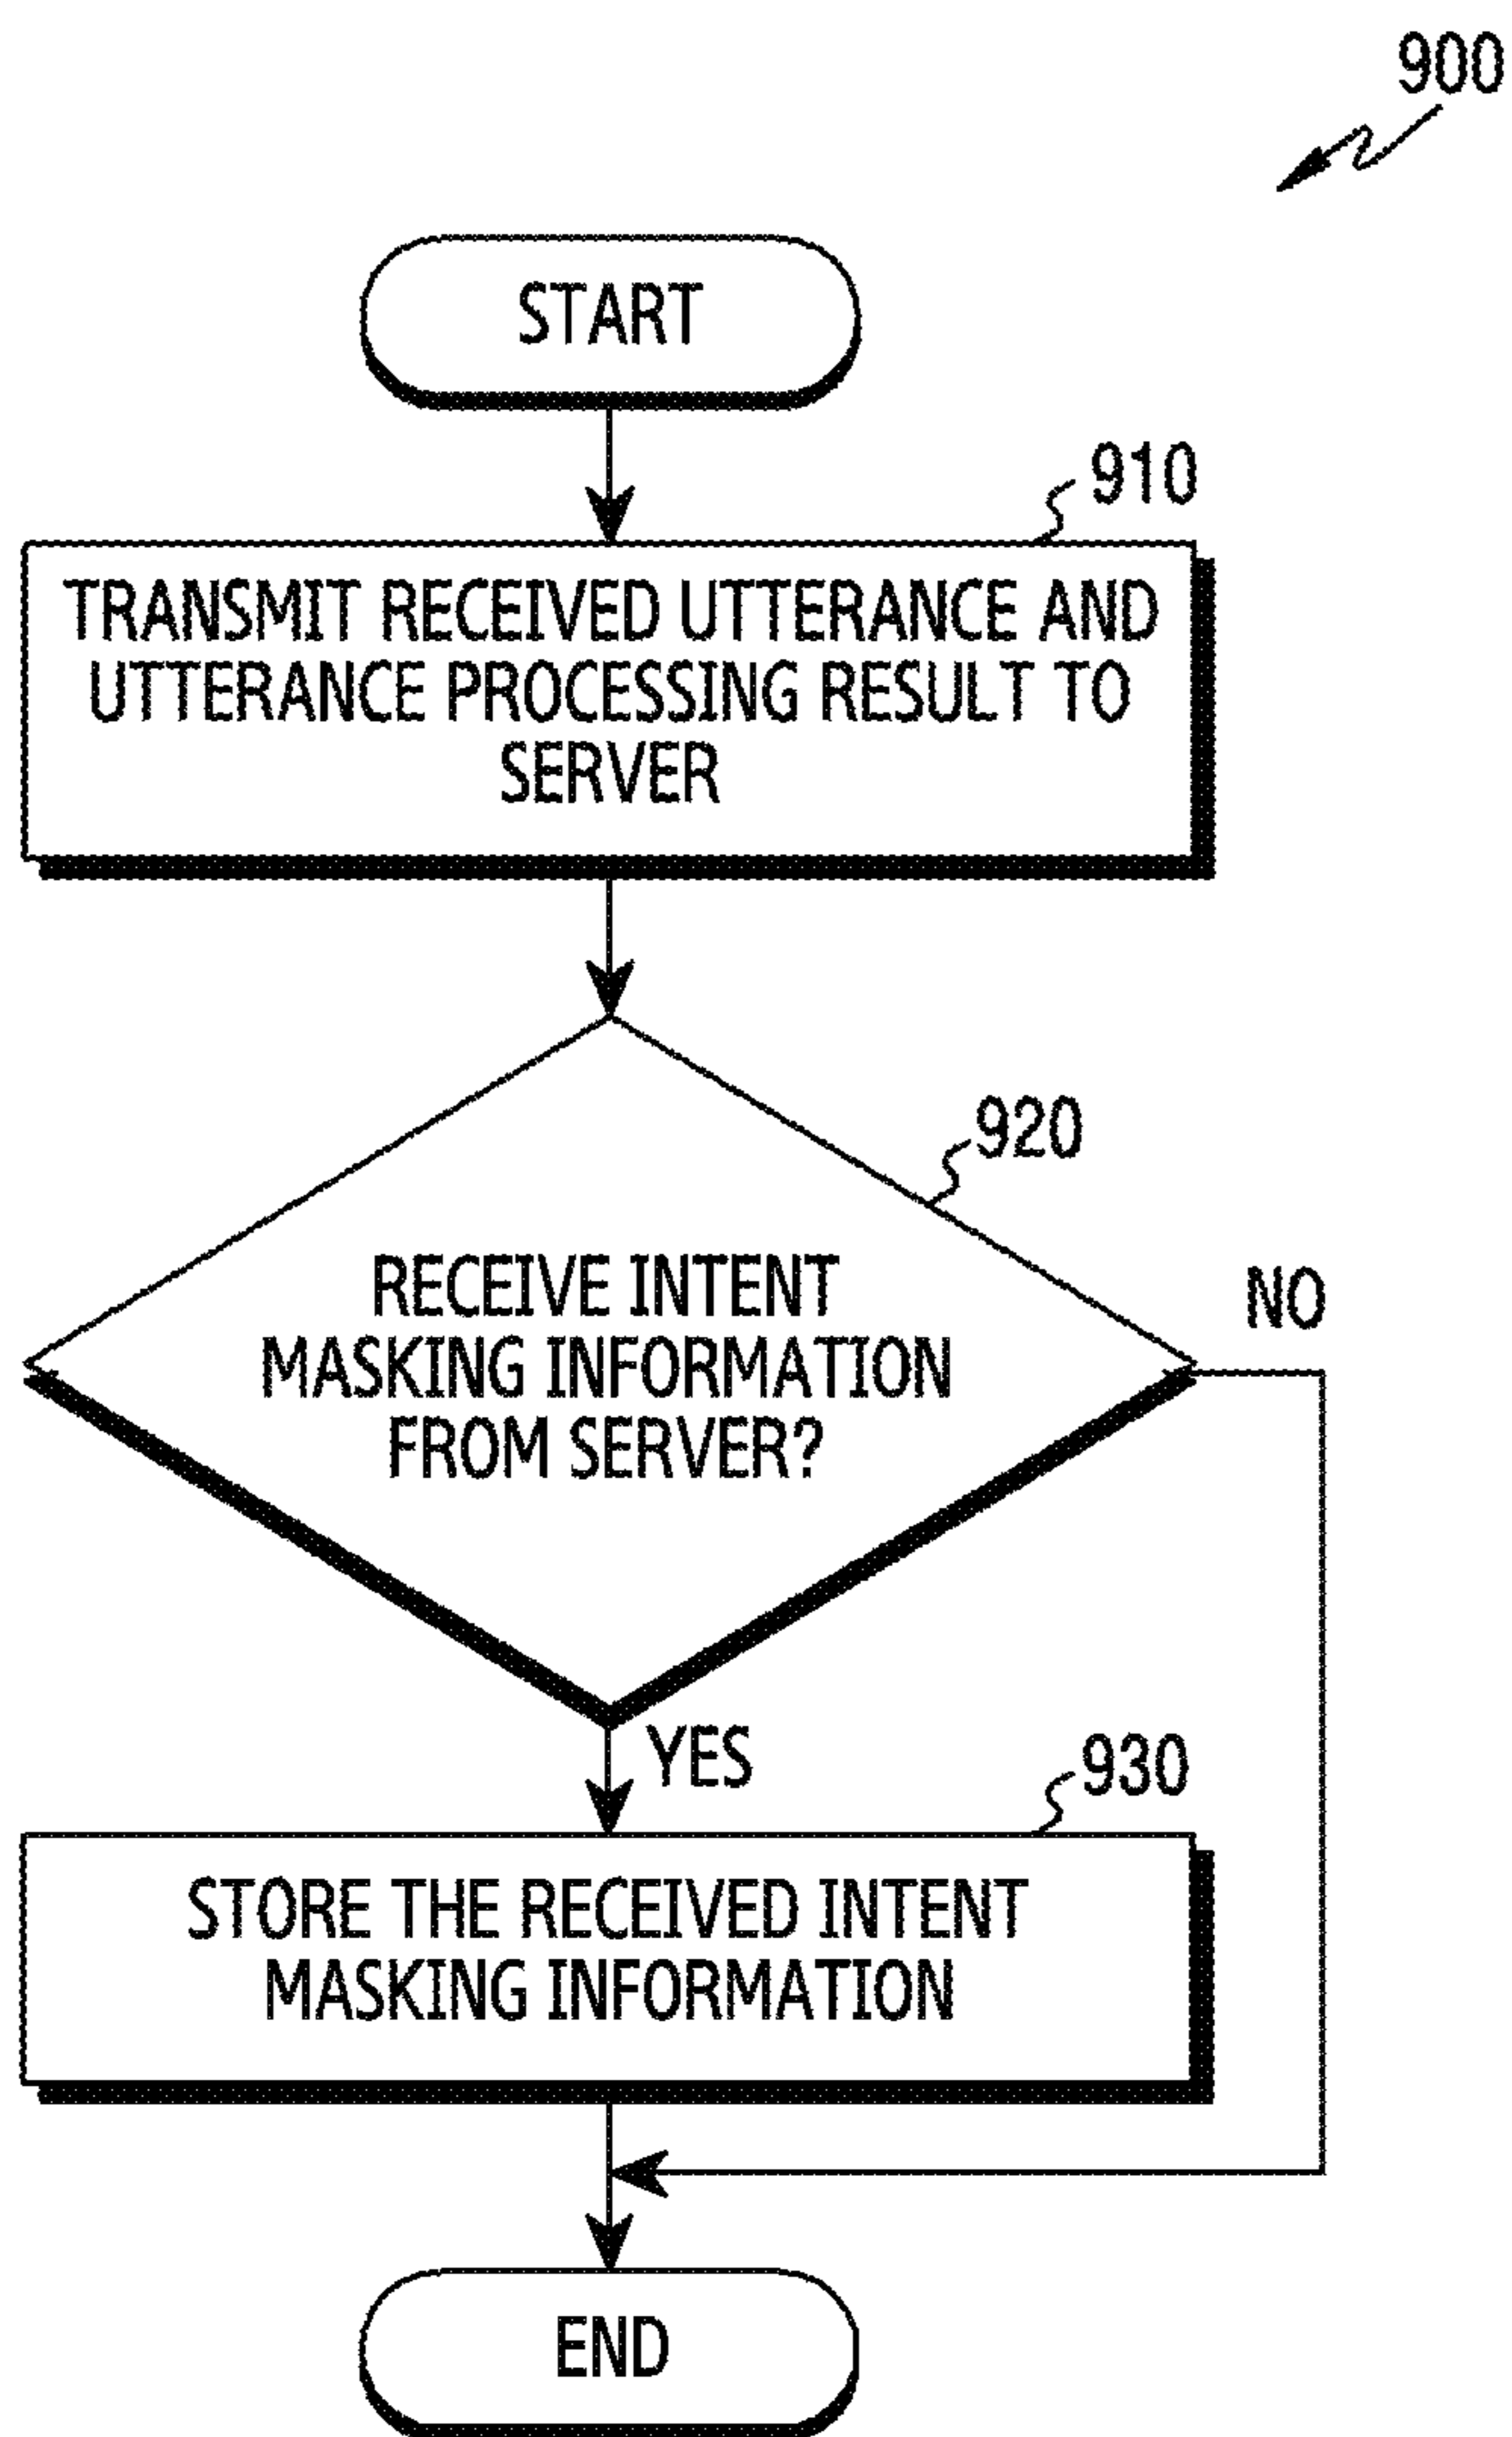 900
START
910
TRANSMIT RECEIVED UTTERANCE AND
UTTERANCE PROCESSING RESULT TO
SERVER
920
RECEIVE INTENT
MASKING INFORMATION
FROM SERVER?
NO
YES
930
STORE THE RECEIVED INTENT
MASKING INFORMATION
END